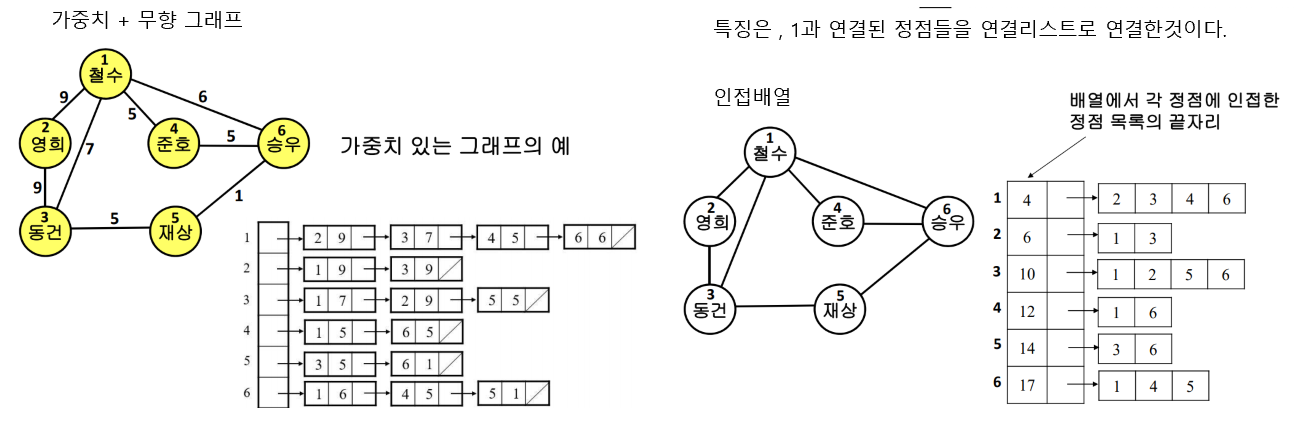 가중치 + 무향 그래프
1
철수
9
6
5
2
영희
4
준호
5
6
승우
7
9
1
3
동건
5
5
재상
가중치 있는 그래프의 예
1 2 9 3 7 4 5 6 6
2 1 9 3 9
3 1 7 2 9 5 5
4 1 5 6 5
5 3 5 6 1
6 1 6 4 5 5 1
특징은 , 1과 연결된 정점들을 연결리스트로 연결한것이다.
인접배열
1
철수
2
영희
4
준호
6
승우
3
동건
5
재상
배열에서 각 정점에 인접한
정점 목록의 끝자리
1 4 2 3 4 6
2 6 1 3
3 10 1 2 5 6
4 12 1 6
5 14 3 6
6 17 1 4 5